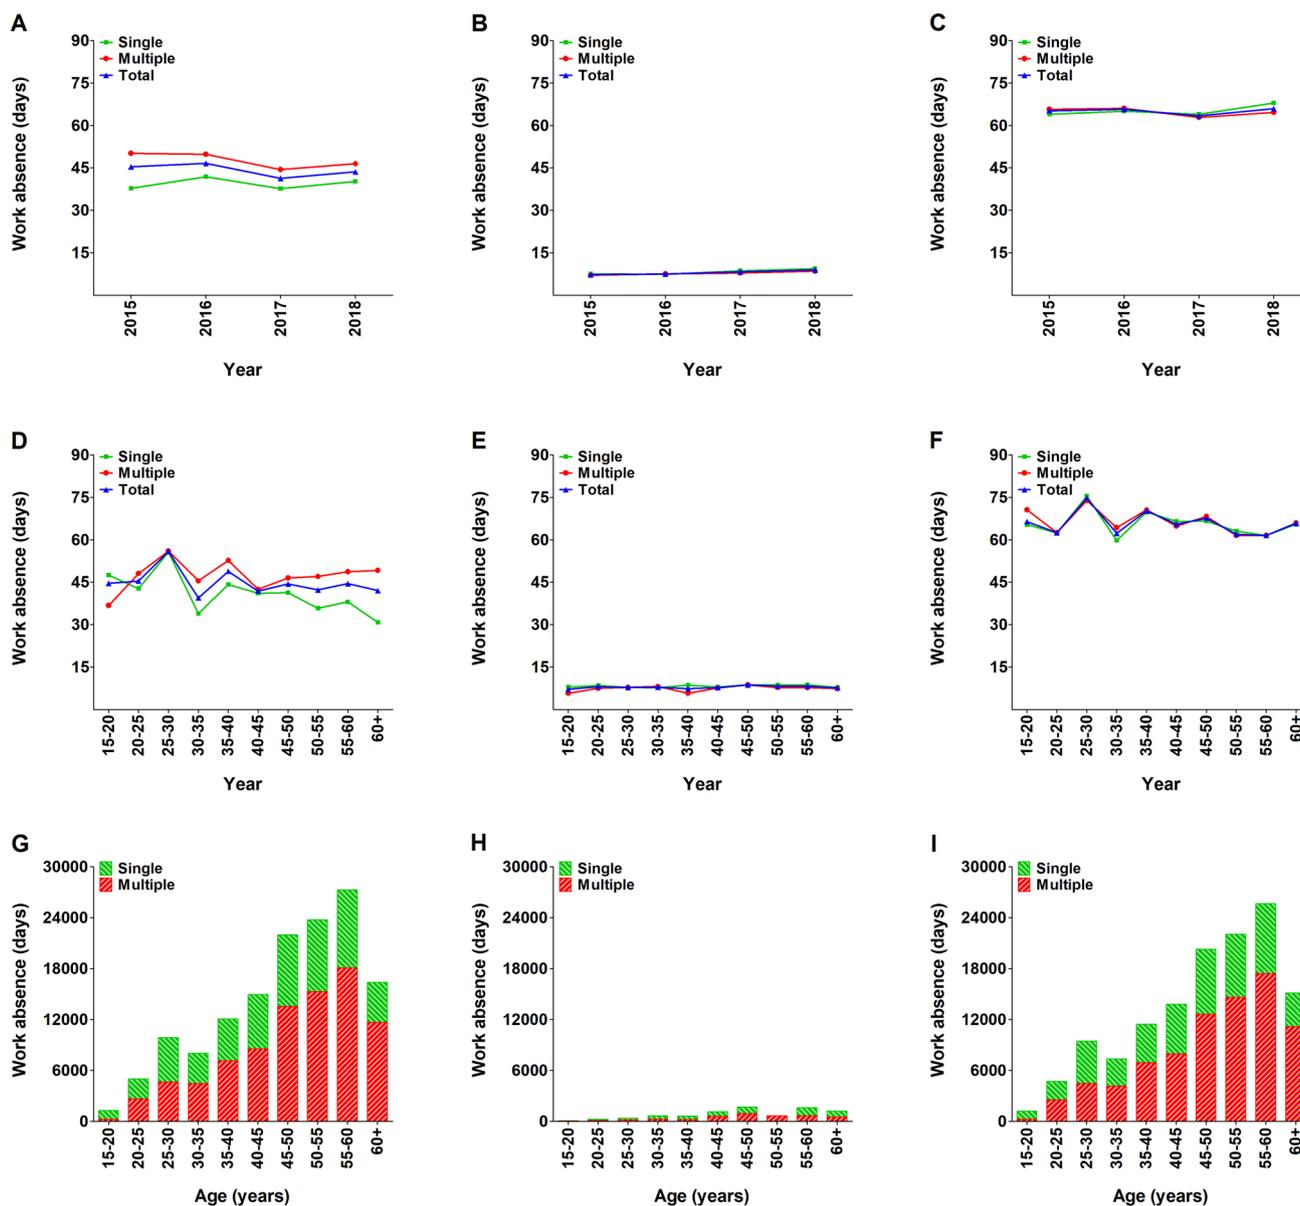 A
Work absence (days)
90
75
60
45
30
15
Single
Multiple
Total
2015
2016
2017
2018
Year
B
Work absence (days)
90
75
60
45
30
15
Single
Multiple
Total
2015
2016
2017
2018
Year
C
Work absence (days)
90
75
60
45
30
15
Single
Multiple
Total
2015
2016
2017
2018
Year
D
Work absence (days)
90
75
60
45
30
15
Single
Multiple
Total
15-20
20-25
25-30
30-35
35-40
40-45
45-50
50-55
55-60
60+
Year
E
Work absence (days)
90
75
60
45
30
15
Single
Multiple
Total
15-20
20-25
25-30
30-35
35-40
40-45
45-50
50-55
55-60
60+
Year
F
Work absence (days)
90
75
60
45
30
15
Single
Multiple
Total
15-20
20-25
25-30
30-35
35-40
40-45
45-50
50-55
55-60
60+
Year
G
Work absence (days)
30000
24000
18000
12000
6000
0
Single
Multiple
15-20
20-25
25-30
30-35
35-40
40-45
45-50
50-55
55-60
60+
Age (years)
H
Work absence (days)
30000
24000
18000
12000
6000
0
Single
Multiple
15-20
20-25
25-30
30-35
35-40
40-45
45-50
50-55
55-60
60+
Age (years)
I
Work absence (days)
30000
24000
18000
12000
6000
0
Single
Multiple
15-20
20-25
25-30
30-35
35-40
40-45
45-50
50-55
55-60
60+
Age (years)